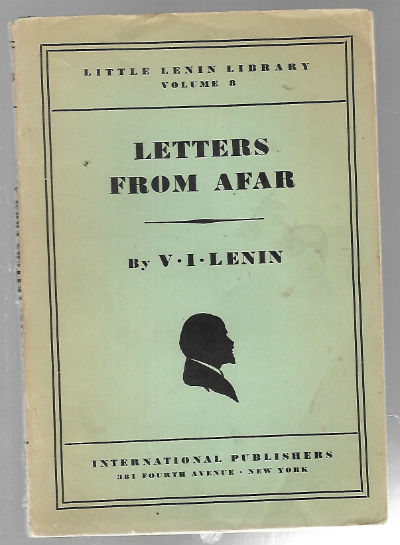 LITTLE LENIN LIBRARY
VOLUME 8
LETTERS
FROM AFAR
By V·I·LENIN
INTERNATIONAL PUBLISHERS
381 FOURTH AVENUE · NEW YORK